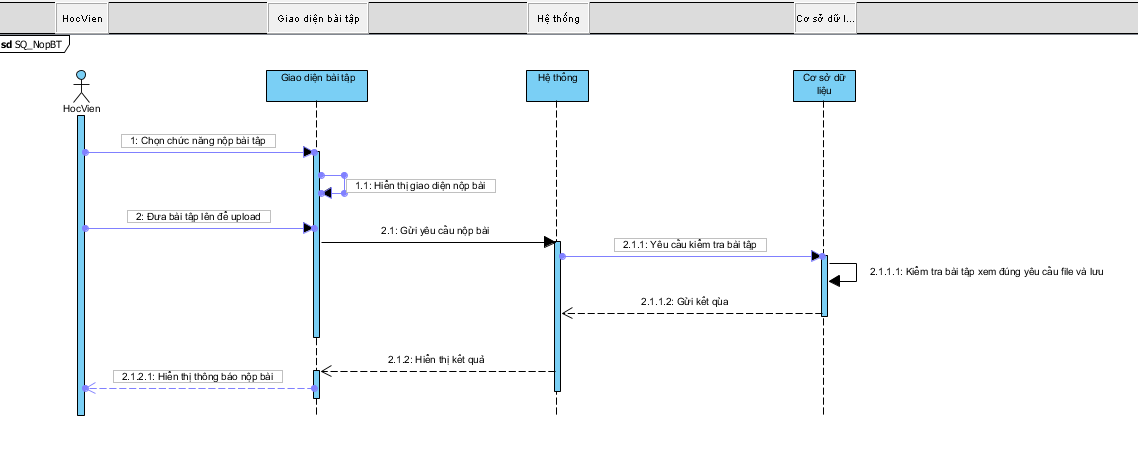 HocVien
Giao diện bài tập
Hệ thống
Cơ sở dữ l...
sd SQ_NopBT
Giao diện bài tập
Hệ thống
Cơ sở dữ
liệu
HocVien
1: Chọn chức năng nộp bài tập
1.1: Hiển thị giao diện nộp bài
2: Đưa bài tập lên để upload
2.1: Gửi yêu cầu nộp bài
2.1.1: Yêu cầu kiểm tra bài tập
2.1.1.1: Kiểm tra bài tập xem đúng yêu cầu file và lưu
2.1.1.2: Gửi kết qủa
2.1.2: Hiển thị kết quả
2.1.2.1: Hiển thị thông báo nộp bài